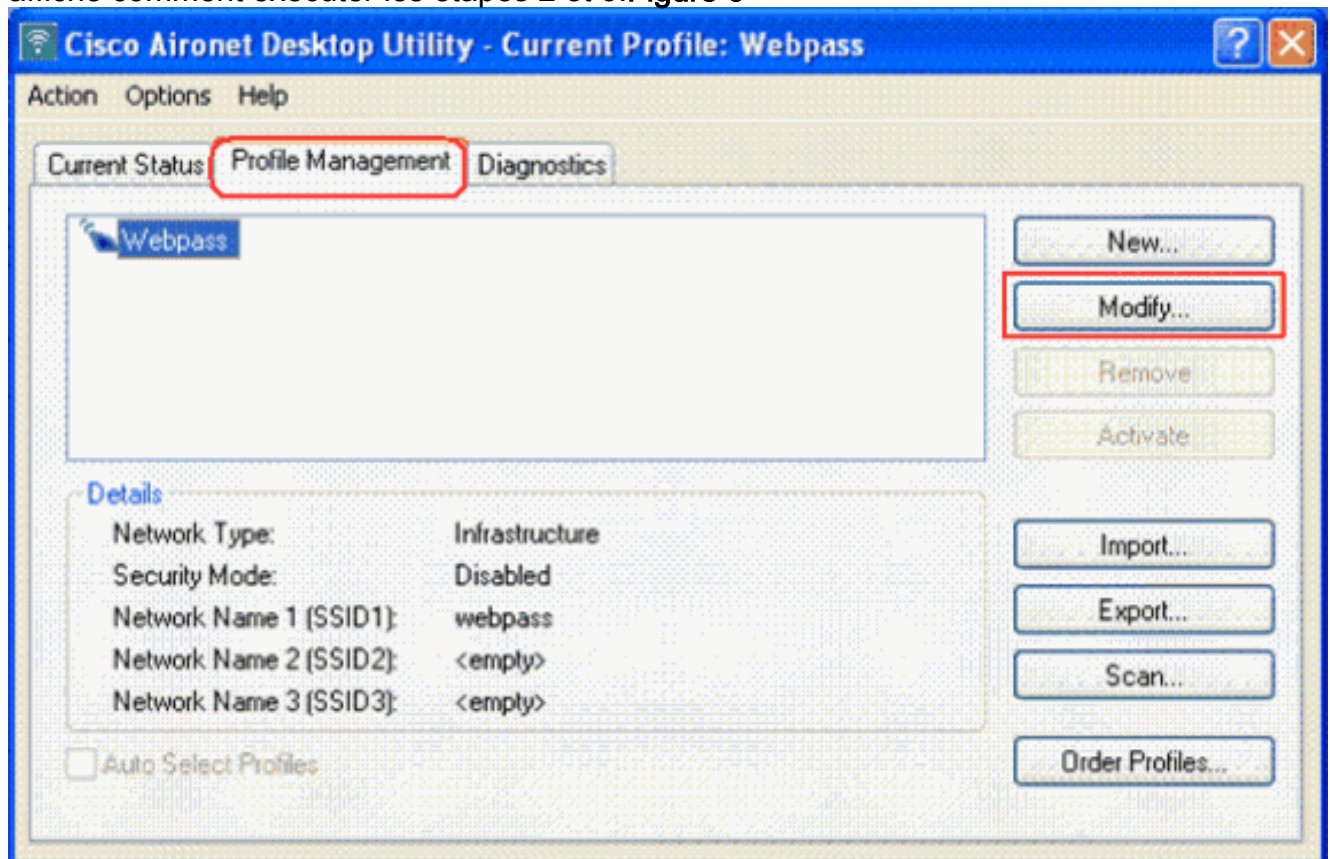 Cisco Aironet Desktop Utility - Current Profile: Webpass
Action Options Help
Current Status Profile Management Diagnostics
Webpass
New...
Modify...
Remove
Activate
Details
Network Type: Infrastructure
Security Mode: Disabled
Network Name 1 (SSID1): webpass
Network Name 2 (SSID2): <empty>
Network Name 3 (SSID3): <empty>
Import...
Export...
Scan...
Auto Select Profiles
Order Profiles...